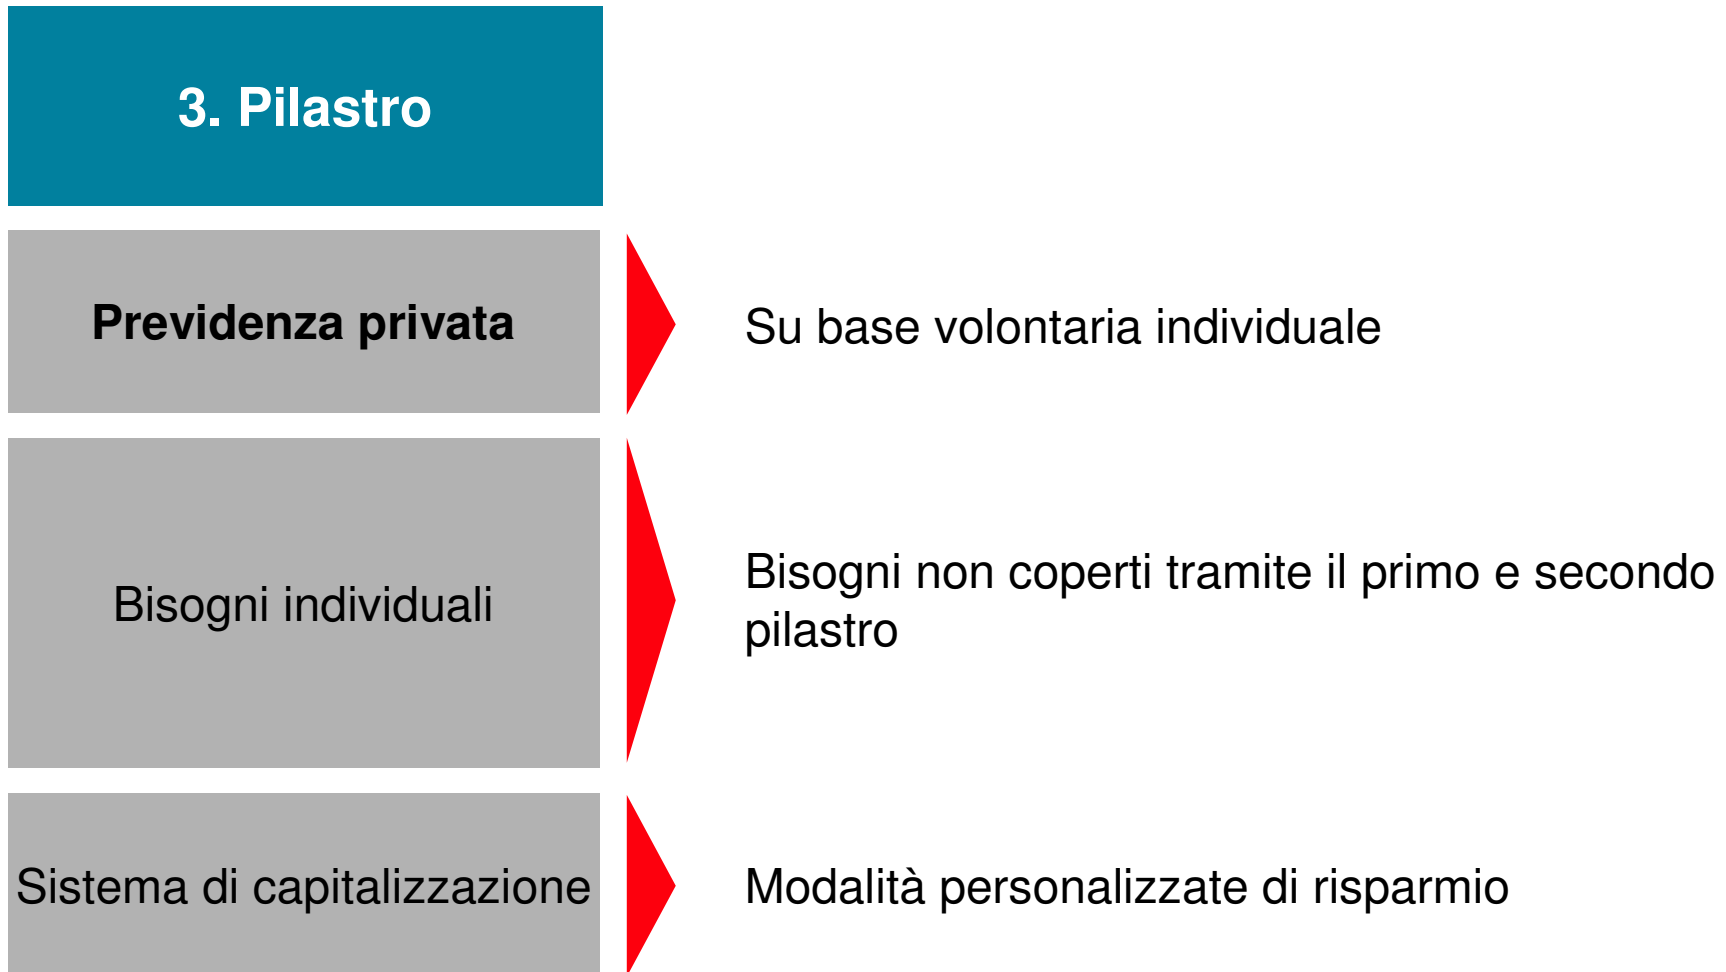 3. Pilastro
Previdenza privata
Su base volontaria individuale
Bisogni individuali
Bisogni non coperti tramite il primo e secondo
pilastro
Sistema di capitalizzazione
Modalità personalizzate di risparmio